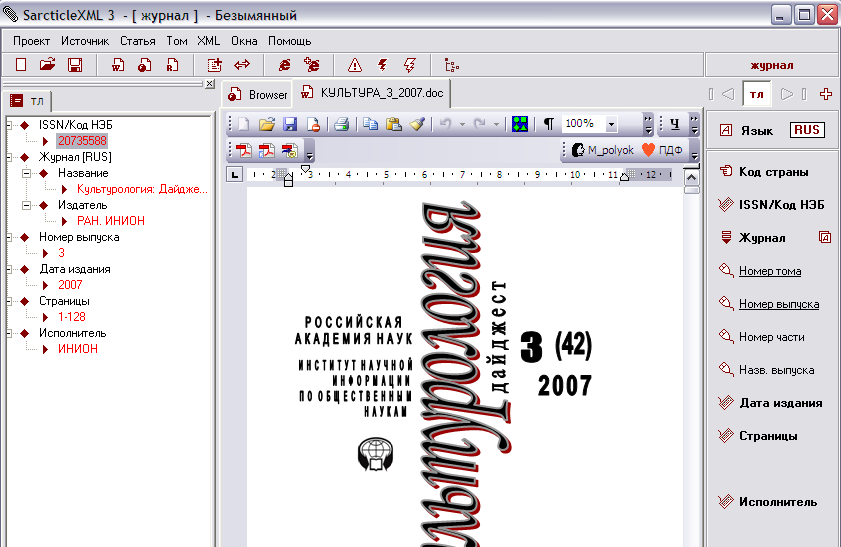 SarcticleXML 3 - [ журнал ] - Безымянный
Проект Источник Статья Том XML Окна Помощь
журнал
тл
Browser КУЛЬТУРА_3_2007.doc
тл
100%
Ч
M_polyok ПДФ
L
2 3 4 5 6 7 8 9 10 11 12
ISSN/Код НЭБ
20735588
Журнал [RUS]
Название
Культурология: Дайдже...
Издатель
РАН. ИНИОН
Номер выпуска
3
Дата издания
2007
Страницы
1-128
Исполнитель
ИНИОН
РОССИЙСКАЯ
АКАДЕМИЯ НАУК
ИНСТИТУТ НАУЧНОЙ
ИНФОРМАЦИИ
ПО ОБЩЕСТВЕННЫМ
НАУКАМ
дайджест
3 (42)
2007
Язык RUS
Код страны
ISSN/Код НЭБ
Журнал
Номер тома
Номер выпуска
Номер части
Назв. выпуска
Дата издания
Страницы
Исполнитель